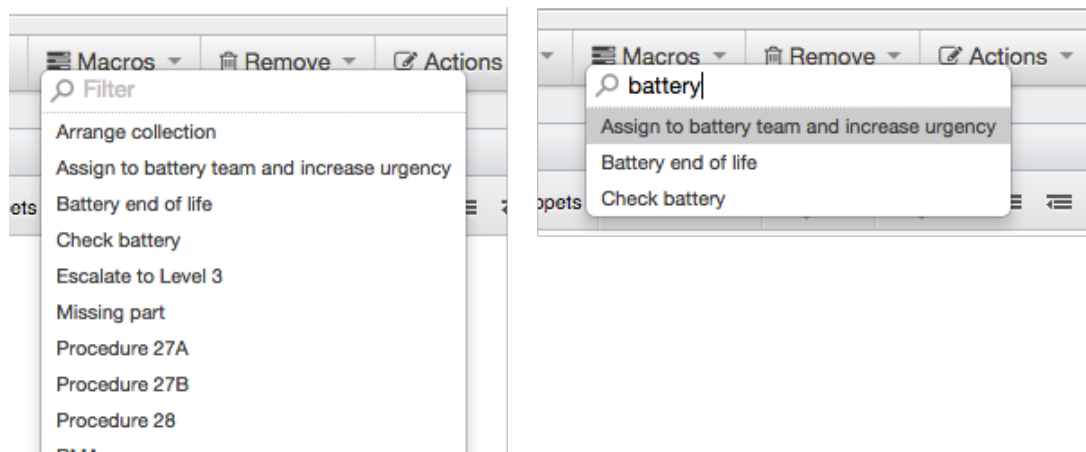 Macros Remove Actions
Filter
Arrange collection
Assign to battery team and increase urgency
ets Battery end of life
Check battery
Escalate to Level 3
Missing part
Procedure 27A
Procedure 27B
Procedure 28
Macros Remove Actions
battery
Assign to battery team and increase urgency
Battery end of life
ppets Check battery